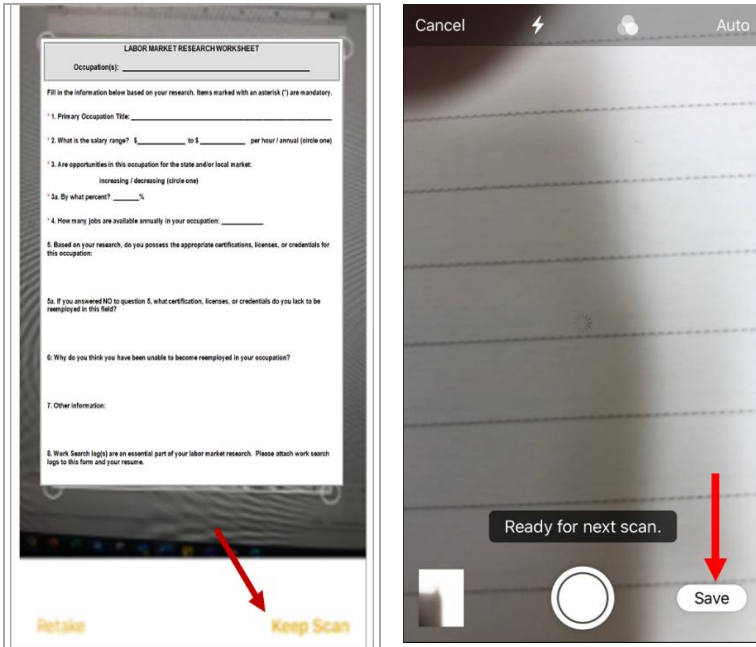 LABOR MARKET RESEARCH WORKSHEET
Occupation(s): ____________________
Fill in the information below based on your research. Items marked with an asterisk (*) are mandatory.
* 1. Primary Occupation Title: ____________________
* 2. What is the salary range? $__________ to $__________ per hour / annual (circle one)
* 3. Are opportunities in this occupation for the state and/or local market:
increasing / decreasing (circle one)
* 3a. By what percent? ______%
* 4. How many jobs are available annually in your occupation: __________
5. Based on your research, do you possess the appropriate certifications, licenses, or credentials for
this occupation:
5a. If you answered NO to question 5, what certification, licenses, or credentials do you lack to be
reemployed in this field?
6: Why do you think you have been unable to become reemployed in your occupation?
7. Other information:
8. Work Search log(s) are an essential part of your labor market research. Please attach work search
logs to this form and your resume.
Retake
Keep Scan
Cancel
Auto
Ready for next scan.
Save